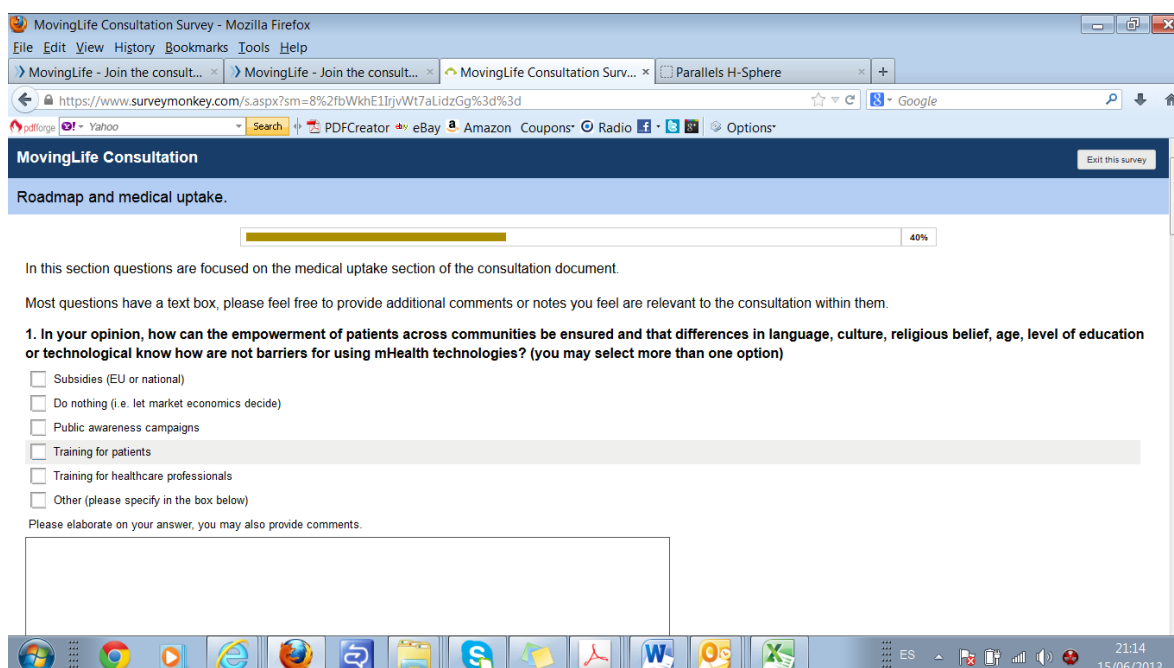 MovingLife Consultation Survey - Mozilla Firefox
File Edit View History Bookmarks Tools Help
MovingLife - Join the consult... × MovingLife - Join the consult... × MovingLife Consultation Surv... × Parallels H-Sphere × +
https://www.surveymonkey.com/s.aspx?sm=8%2fbWkhE1IrjvWt7aLidzGg%3d%3d Google
pdfforge Yahoo Search PDFCreator eBay Amazon Coupons Radio Options
MovingLife Consultation Exit this survey
Roadmap and medical uptake.
40%
In this section questions are focused on the medical uptake section of the consultation document.
Most questions have a text box, please feel free to provide additional comments or notes you feel are relevant to the consultation within them.
1. In your opinion, how can the empowerment of patients across communities be ensured and that differences in language, culture, religious belief, age, level of education
or technological know how are not barriers for using mHealth technologies? (you may select more than one option)
Subsidies (EU or national)
Do nothing (i.e. let market economics decide)
Public awareness campaigns
Training for patients
Training for healthcare professionals
Other (please specify in the box below)
Please elaborate on your answer, you may also provide comments.
ES 21:14